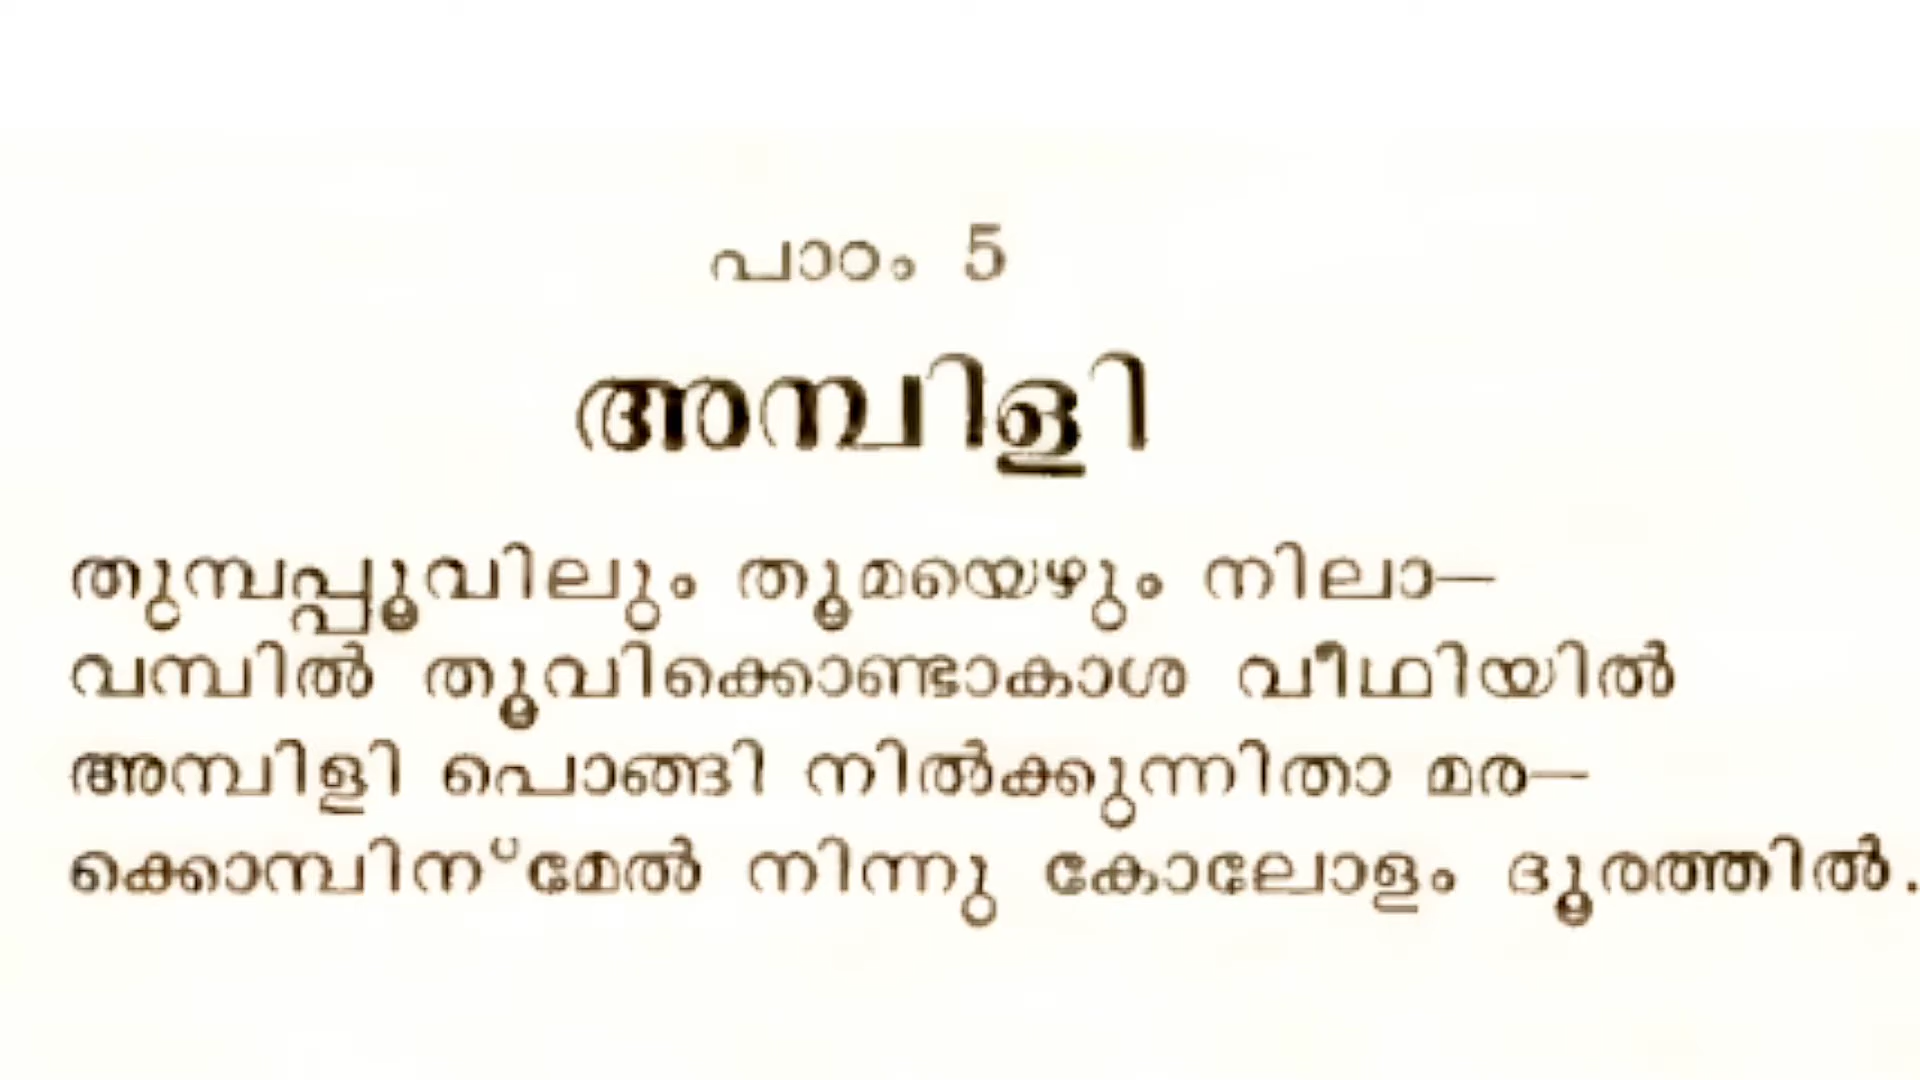 പാഠം 5
അമ്പിളി
തുമ്പപ്പൂവിലും തൂമയെഴും നിലാ—
വമ്പിൽ തൂവിക്കൊണ്ടാകാശ വീഥിയിൽ
അമ്പിളി പൊങ്ങി നിൽക്കുന്നിതാ മര—
ക്കൊമ്പിന്മേൽ നിന്നു കോലോളം ദൂരത്തിൽ.